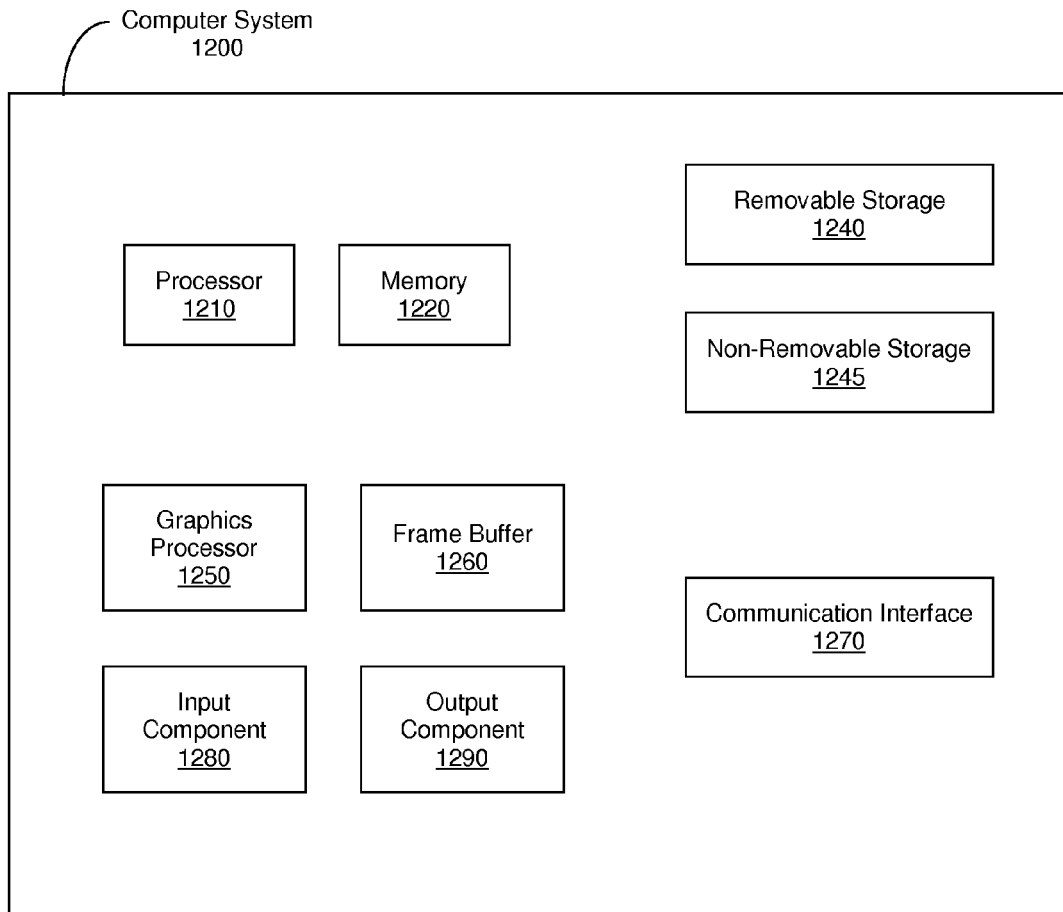 Computer System
1200
Removable Storage
1240
Processor
1210
Memory
1220
Non-Removable Storage
1245
Graphics
Processor
1250
Frame Buffer
1260
Communication Interface
1270
Input
Component
1280
Output
Component
1290